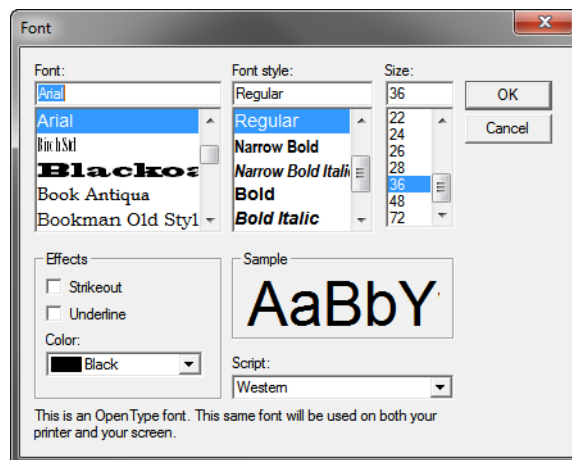 Font
Font:
Font style:
Size:
Arial
Regular
36
OK
Cancel
Arial
Birch Std
Blackoa
Book Antiqua
Bookman Old Styl
Regular
Narrow Bold
Narrow Bold Itali
Bold
Bold Italic
22
24
26
28
36
48
72
Effects
Strikeout
Underline
Color:
Black
Sample
AaBbY
Script:
Western
This is an OpenType font. This same font will be used on both your
printer and your screen.